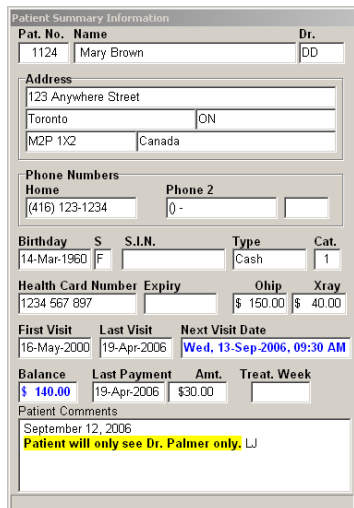 Patient Summary Information
Pat. No. Name Dr.
1124 Mary Brown DD
Address
123 Anywhere Street
Toronto ON
M2P 1X2 Canada
Phone Numbers
Home Phone 2
(416) 123-1234 () -
Birthday S S.I.N. Type Cat.
14-Mar-1960 F Cash 1
Health Card Number Expiry Ohip Xray
1234 567 897 $ 150.00 $ 40.00
First Visit Last Visit Next Visit Date
16-May-2000 19-Apr-2006 Wed, 13-Sep-2006, 09:30 AM
Balance Last Payment Amt. Treat. Week
$ 140.00 19-Apr-2006 $30.00
Patient Comments
September 12, 2006
Patient will only see Dr. Palmer only. LJ